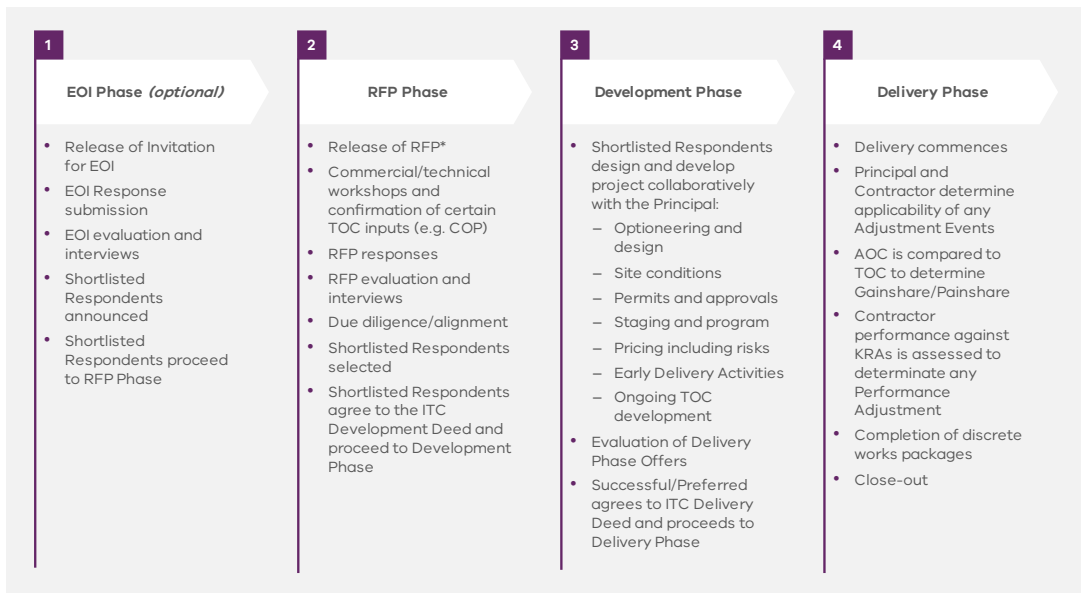 1
EOI Phase (optional)
• Release of Invitation
for EOI
• EOI Response
submission
• EOI evaluation and
interviews
• Shortlisted
Respondents
announced
• Shortlisted
Respondents proceed
to RFP Phase
2
RFP Phase
• Release of RFP*
• Commercial/technical
workshops and
confirmation of certain
TOC inputs (e.g. COP)
• RFP responses
• RFP evaluation and
interviews
• Due diligence/alignment
• Shortlisted Respondents
selected
• Shortlisted Respondents
agree to the ITC
Development Deed and
proceed to Development
Phase
3
Development Phase
• Shortlisted Respondents
design and develop
project collaboratively
with the Principal:
– Optioneering and
design
– Site conditions
– Permits and approvals
– Staging and program
– Pricing including risks
– Early Delivery Activities
– Ongoing TOC
development
• Evaluation of Delivery
Phase Offers
• Successful/Preferred
agrees to ITC Delivery
Deed and proceeds to
Delivery Phase
4
Delivery Phase
• Delivery commences
• Principal and
Contractor determine
applicability of any
Adjustment Events
• AOC is compared to
TOC to determine
Gainshare/Painshare
• Contractor
performance against
KRAs is assessed to
determinate any
Performance
Adjustment
• Completion of discrete
works packages
• Close-out